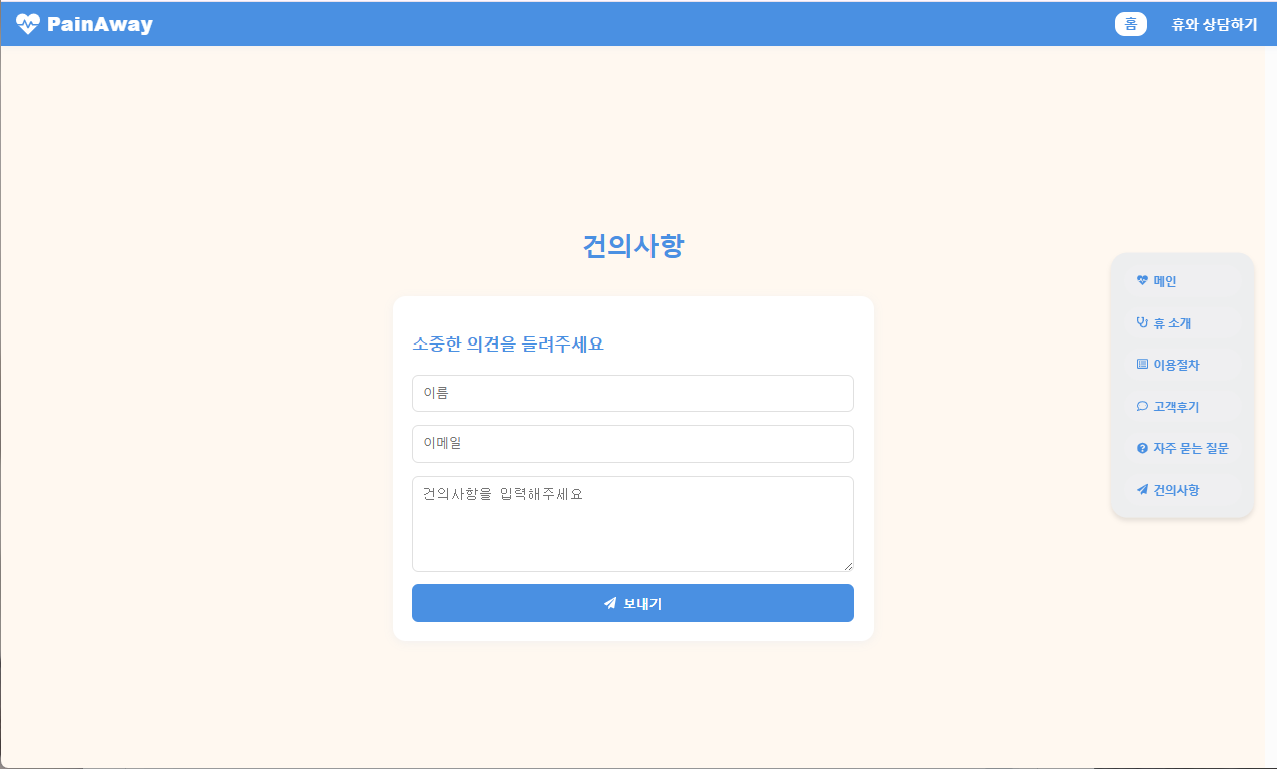 PainAway
홈
휴와 상담하기
건의사항
소중한 의견을 들려주세요
이름
이메일
건의사항을 입력해주세요
보내기
메인
휴 소개
이용절차
고객후기
자주 묻는 질문
건의사항